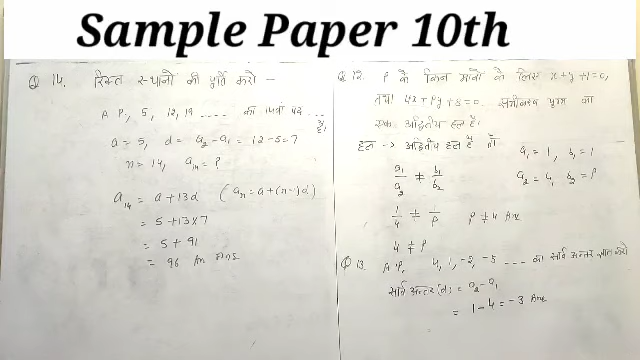 Sample Paper 10th
Q 14. रिक्त स्थानों की पूर्ति करो –
A P, 5, 12, 19 ..... का 14वां पद ... है।
a = 5, d = a₂ - a₁ = 12 - 5 = 7
n = 14, a₁₄ = ?
a₁₄ = a + 13d (aₙ = a + (n-1)d)
= 5 + 13 x 7
= 5 + 91
= 96 Ans
Q 12. P के किन मानों के लिए x + y + 1 = 0,
तथा 4x + Py + 8 = 0 समीकरण युग्म का
एक अद्वितीय हल है।
हल → अद्वितीय हल है तो
a₁ = 1, b₁ = 1
a₁/a₂ ≠ b₁/b₂
a₂ = 4, b₂ = P
1/4 ≠ 1/P P ≠ 4 Ans
4 ≠ P
Q 13. A P, 4, 1, -2, -5 .... का सार्व अन्तर ज्ञात करो
सार्व अन्तर (d) = a₂ - a₁
= 1 - 4 = -3 Ans